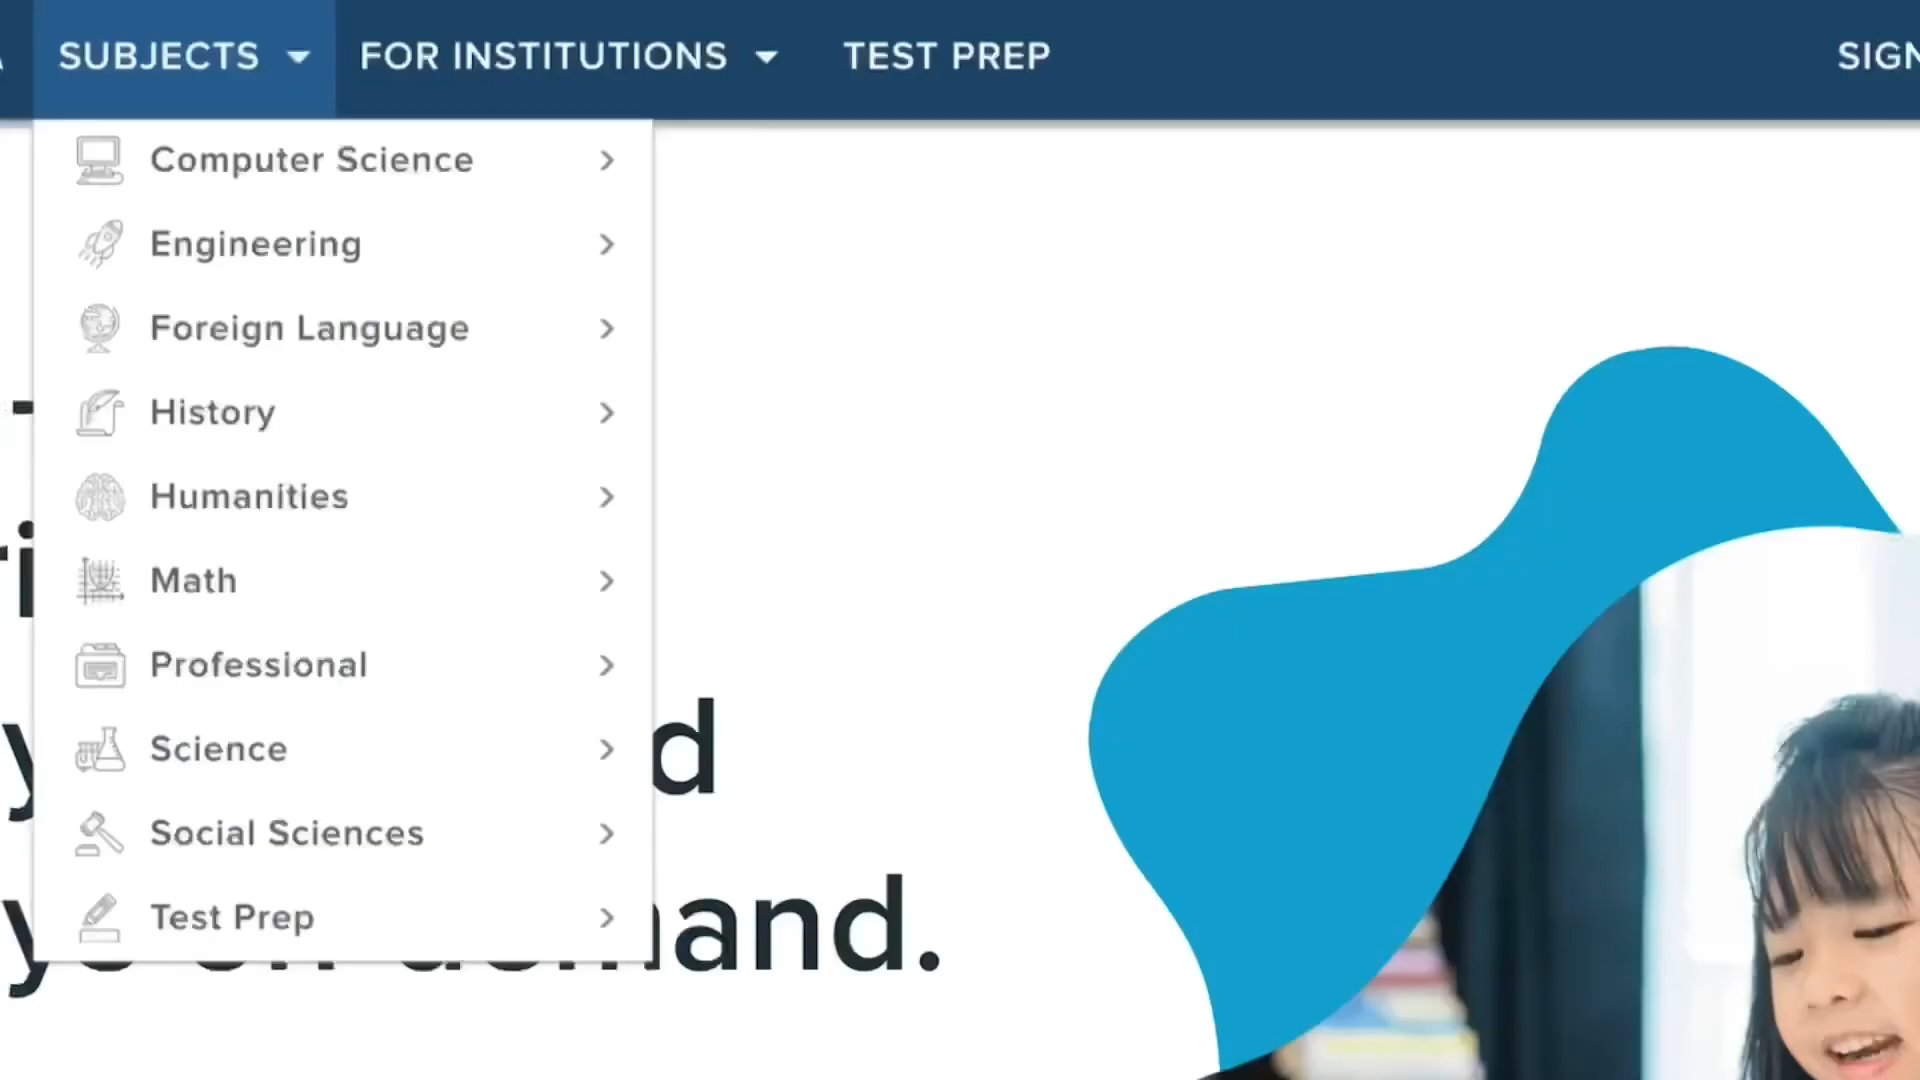 SUBJECTS FOR INSTITUTIONS TEST PREP SIGN
Computer Science
Engineering
Foreign Language
History
Humanities
Math
Professional
Science
Social Sciences
Test Prep